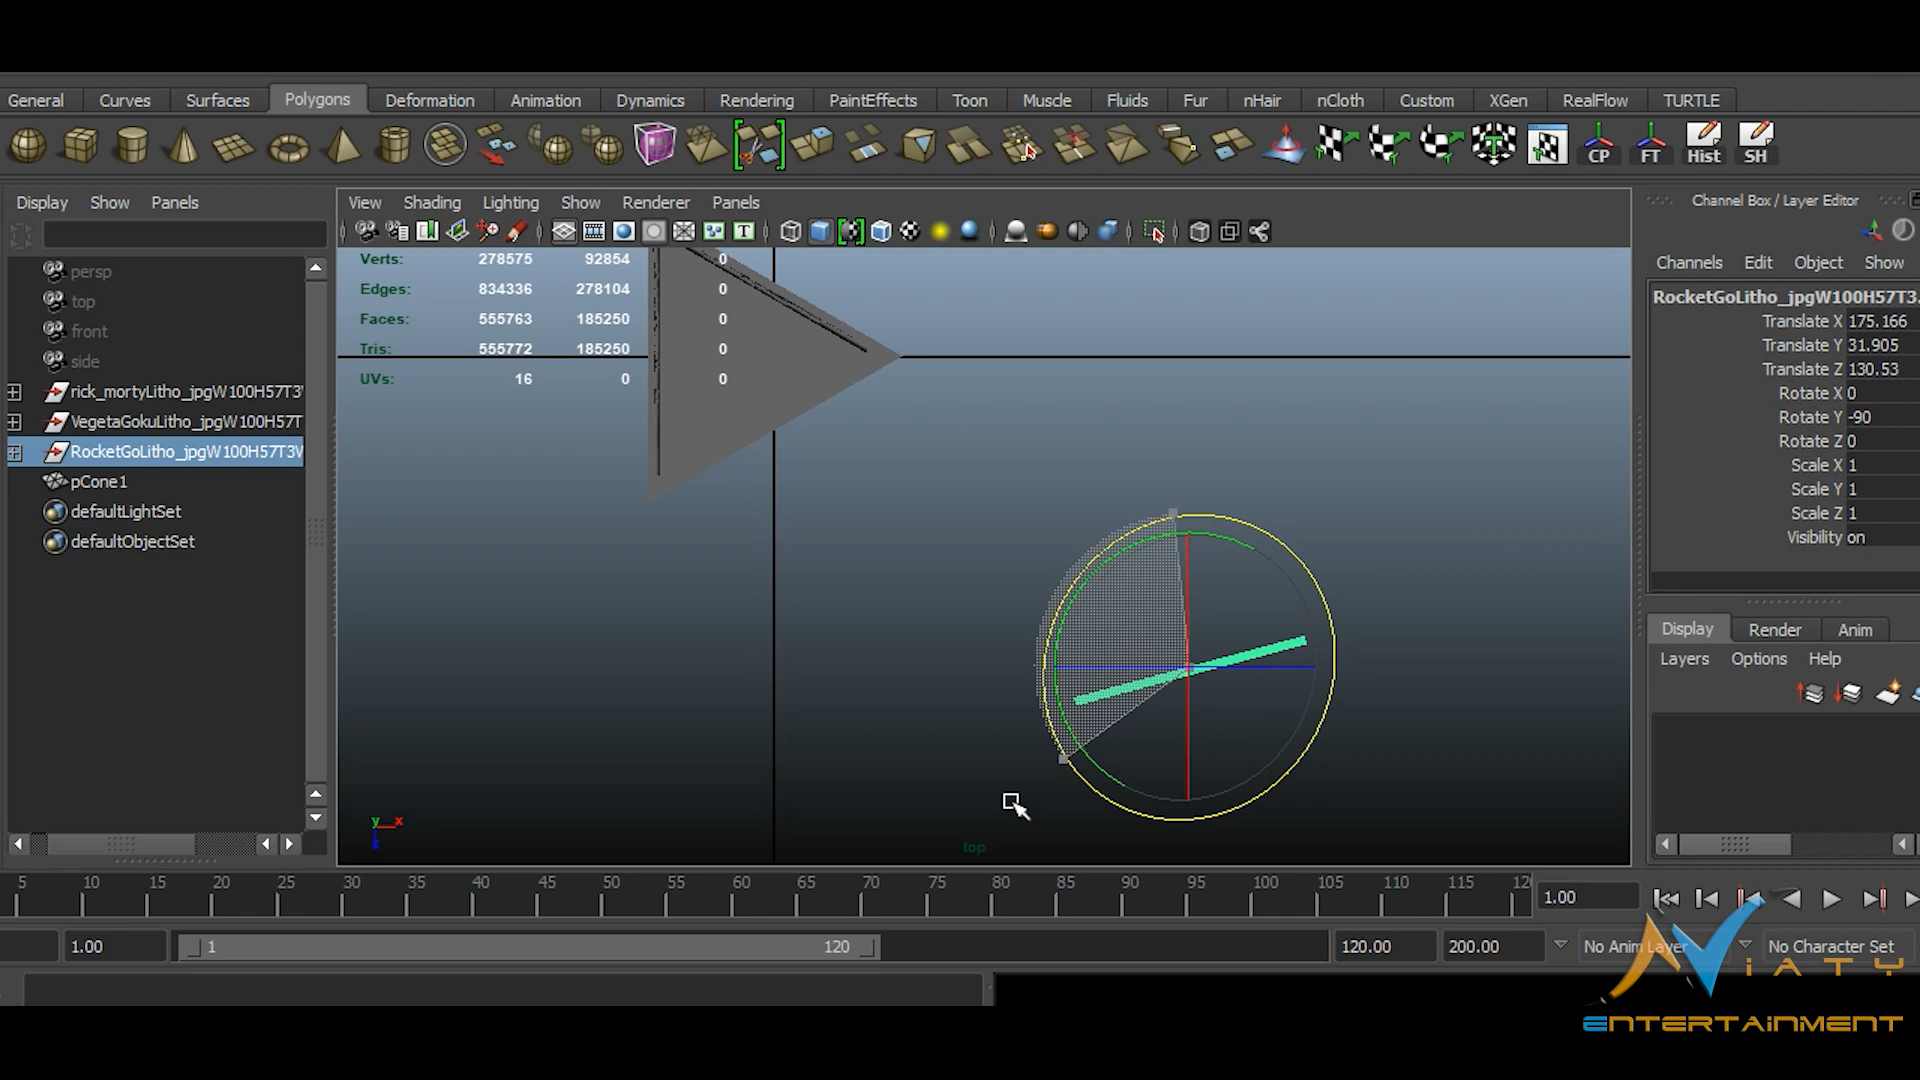 General Curves Surfaces Polygons Deformation Animation Dynamics Rendering PaintEffects Toon Muscle Fluids Fur nHair nCloth Custom XGen RealFlow TURTLE
CP FT Hist SH
Display Show Panels
View Shading Lighting Show Renderer Panels
T
Channel Box / Layer Editor
Channels Edit Object Show
persp
top
front
side
rick_mortyLitho_jpgW100H57T3
VegetaGokuLitho_jpgW100H57T
RocketGoLitho_jpgW100H57T3V
pCone1
defaultLightSet
defaultObjectSet
Verts: 278575 92854 0
Edges: 834336 278104 0
Faces: 555763 185250 0
Tris: 555772 185250 0
UVs: 16 0 0
RocketGoLitho_jpgW100H57T3.
Translate X 175.166
Translate Y 31.905
Translate Z 130.53
Rotate X 0
Rotate Y -90
Rotate Z 0
Scale X 1
Scale Y 1
Scale Z 1
Visibility on
Display Render Anim
Layers Options Help
y x
z
top
5 10 15 20 25 30 35 40 45 50 55 60 65 70 75 80 85 90 95 100 105 110 115 12
1.00
1.00 1 120 120.00 200.00 No Anim Layer No Character Set
NiATY
ENTERTAiNMENT